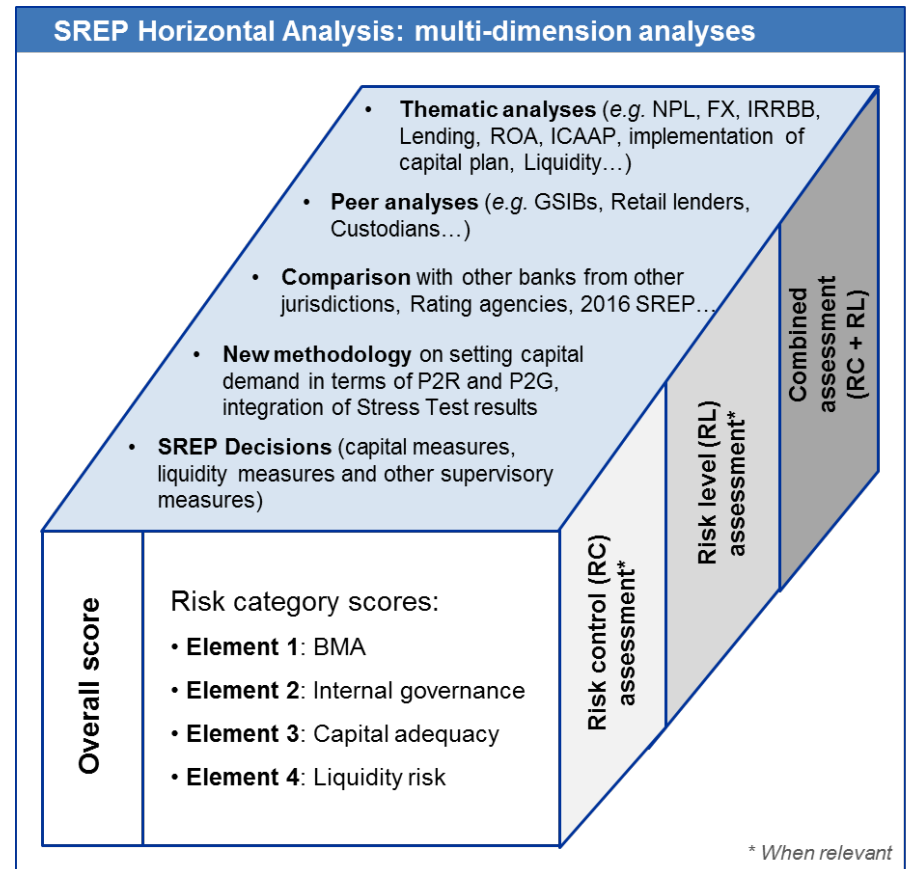 SREP Horizontal Analysis: multi-dimension analyses
• Thematic analyses (e.g. NPL, FX, IRRBB,
Lending, ROA, ICAAP, implementation of
capital plan, Liquidity…)
• Peer analyses (e.g. GSIBs, Retail lenders,
Custodians…)
• Comparison with other banks from other
jurisdictions, Rating agencies, 2016 SREP…
• New methodology on setting capital
demand in terms of P2R and P2G,
integration of Stress Test results
• SREP Decisions (capital measures,
liquidity measures and other supervisory
measures)
Overall score
Risk category scores:
• Element 1: BMA
• Element 2: Internal governance
• Element 3: Capital adequacy
• Element 4: Liquidity risk
Risk control (RC)
assessment*
Risk level (RL)
assessment*
Combined
assessment
(RC + RL)
* When relevant